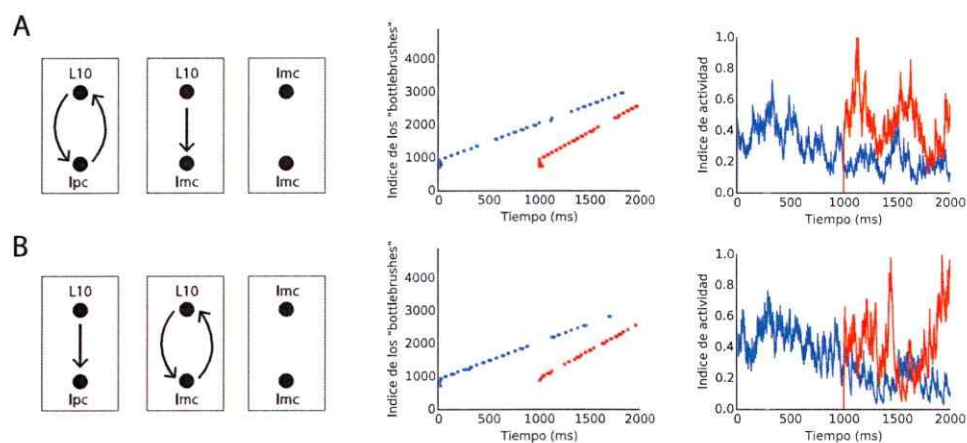 A
L10
Ipc
L10
Imc
Imc
Imc
Indice de los "bottlebrushes"
4000
3000
2000
1000
0
0 500 1000 1500 2000
Tiempo (ms)
Indice de actividad
1.0
0.8
0.6
0.4
0.2
0.0
0 500 1000 1500 2000
Tiempo (ms)
B
L10
Ipc
L10
Imc
Imc
Imc
Indice de los "bottlebrushes"
4000
3000
2000
1000
0
0 500 1000 1500 2000
Tiempo (ms)
Indice de actividad
1.0
0.8
0.6
0.4
0.2
0.0
0 500 1000 1500 2000
Tiempo (ms)